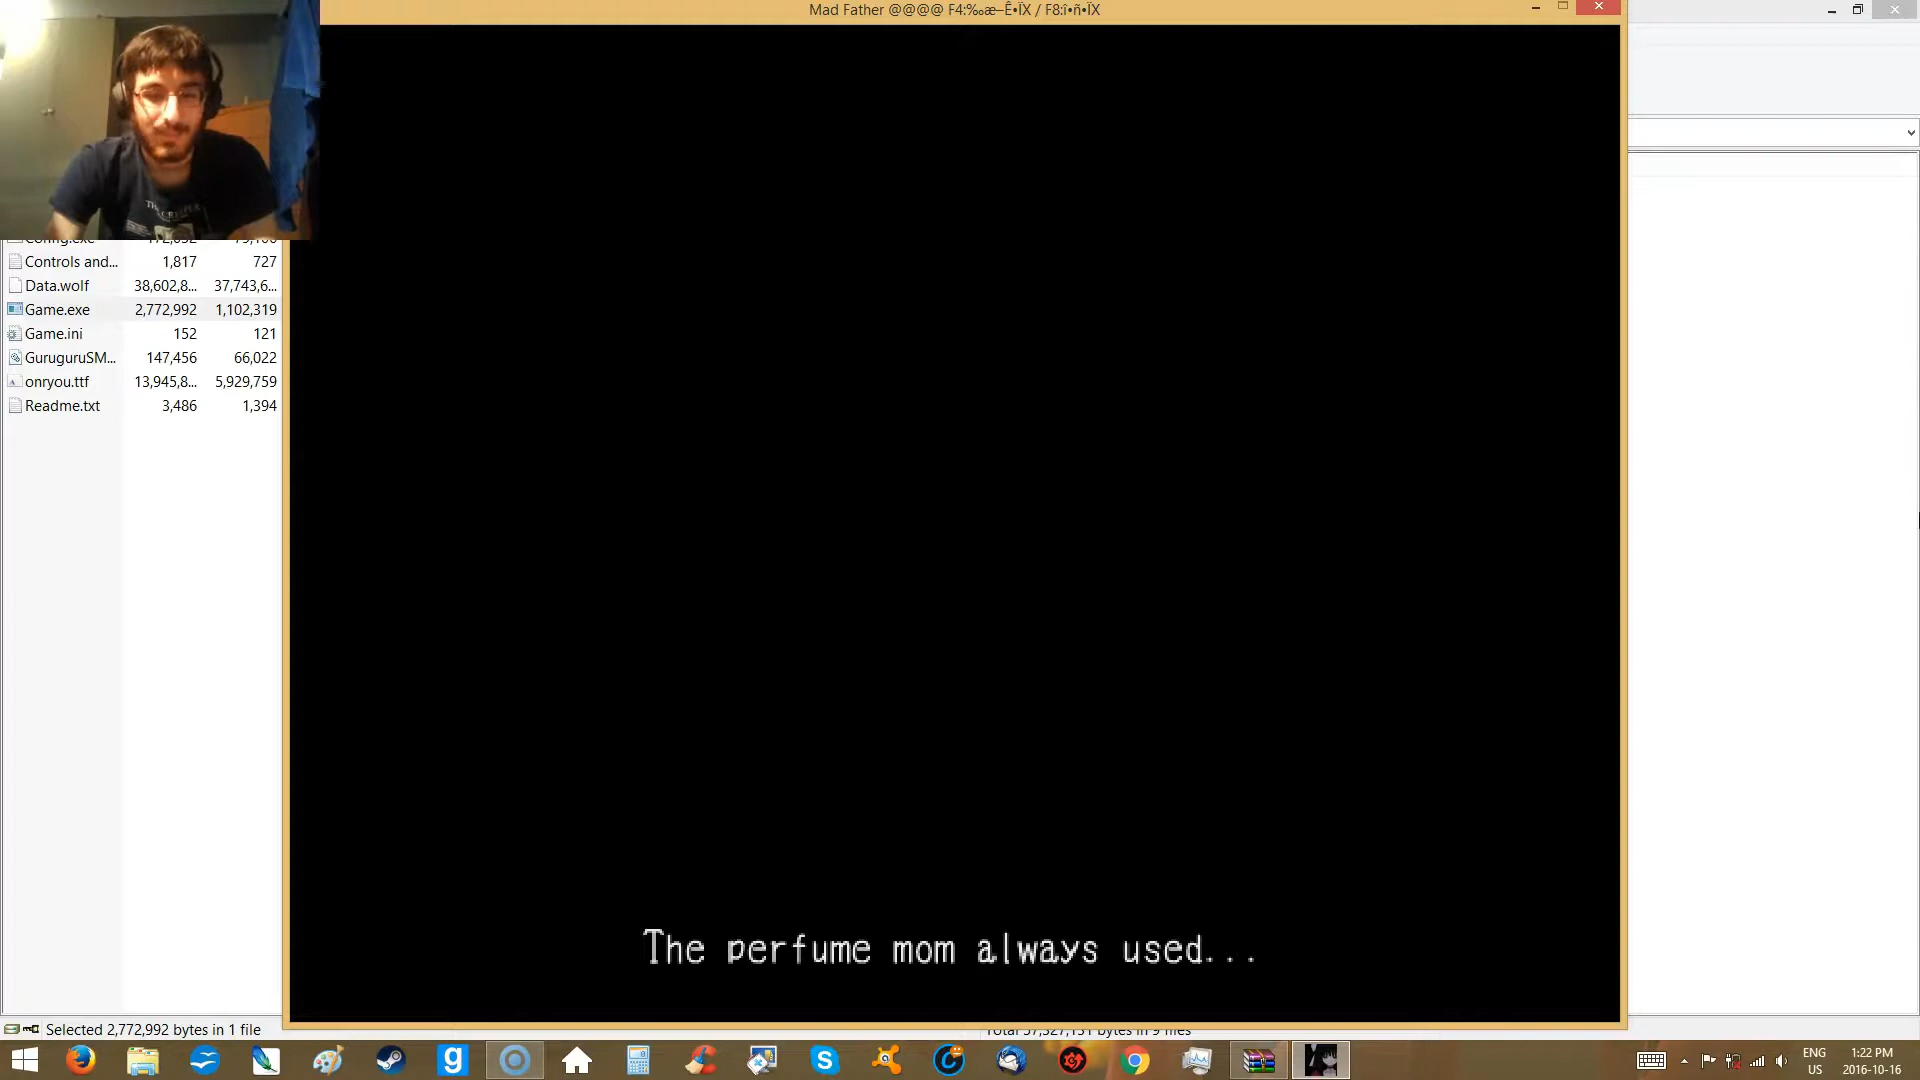 Mad Father @@@@ F4:‰æ–Ê•ÏX / F8:î•ñ•ÏX
Controls and... 1,817 727
Data.wolf 38,602,8... 37,743,6...
Game.exe 2,772,992 1,102,319
Game.ini 152 121
GuruguruSM... 147,456 66,022
onryou.ttf 13,945,8... 5,929,759
Readme.txt 3,486 1,394
The perfume mom always used...
Selected 2,772,992 bytes in 1 file
ENG
US
1:22 PM
2016-10-16